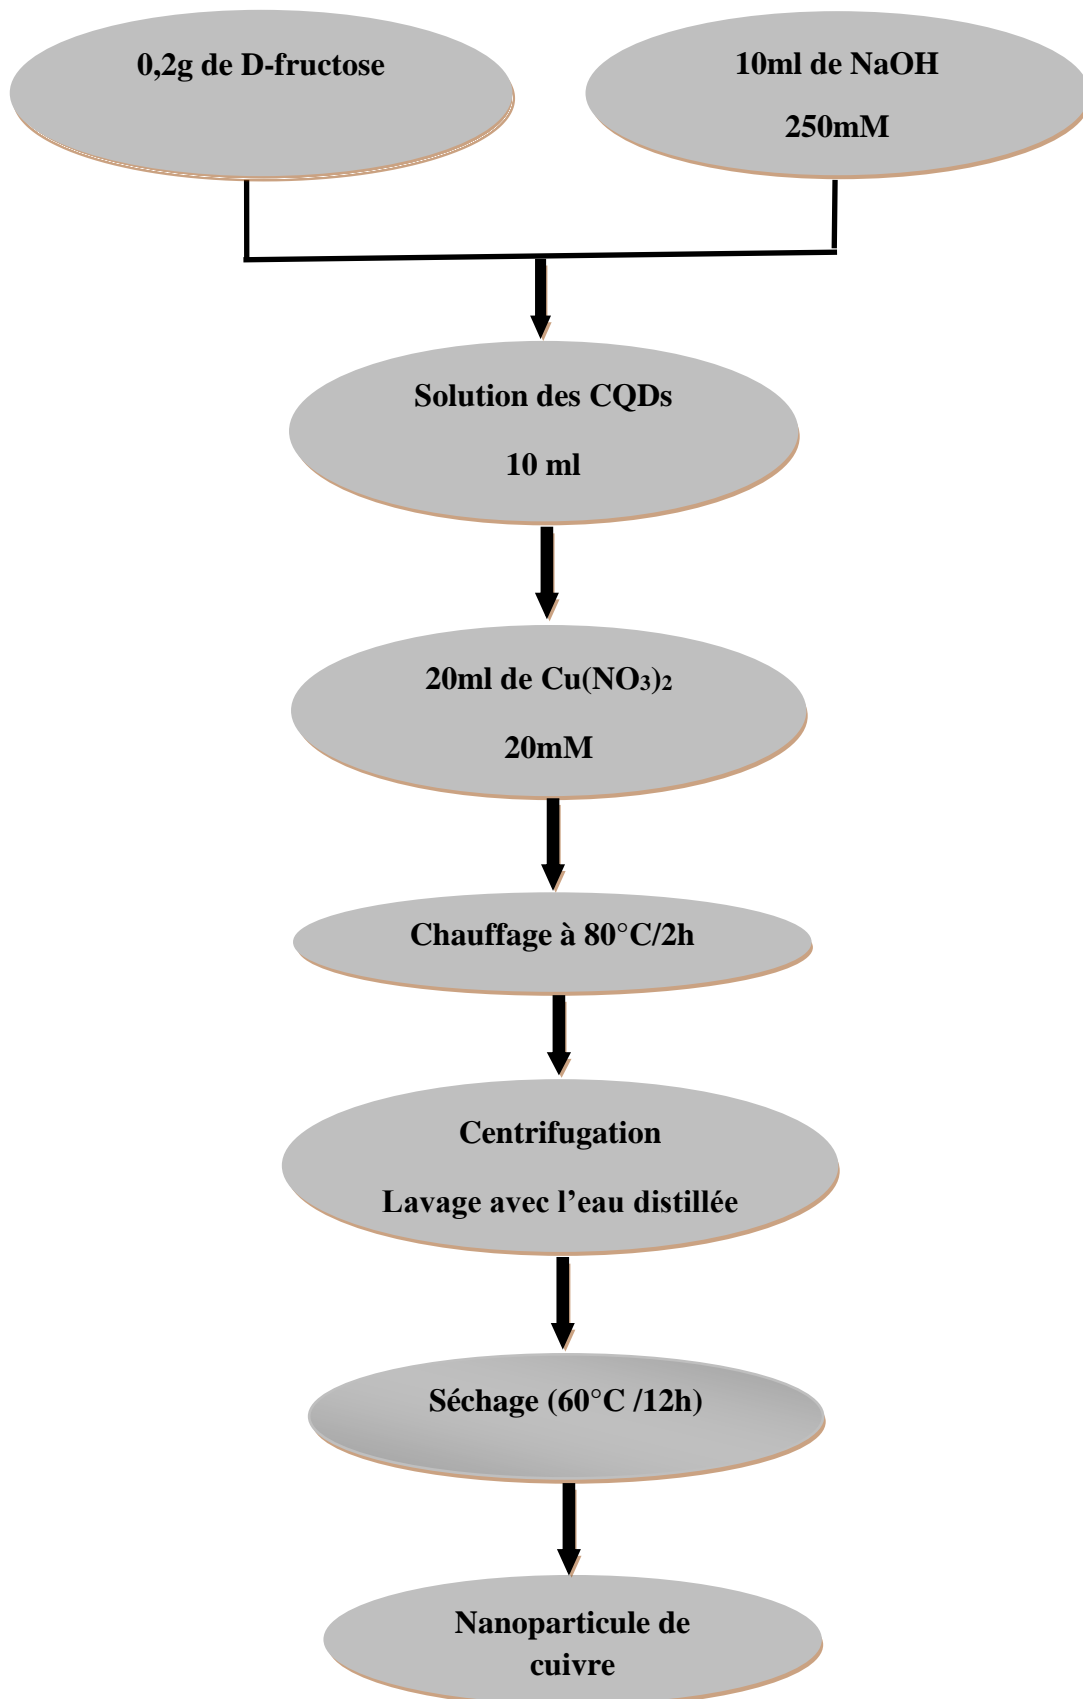 0,2g de D-fructose
10ml de NaOH
250mM
Solution des CQDs
10 ml
20ml de Cu(NO₃)₂
20mM
Chauffage à 80°C/2h
Centrifugation
Lavage avec l’eau distillée
Séchage (60°C /12h)
Nanoparticule de
cuivre